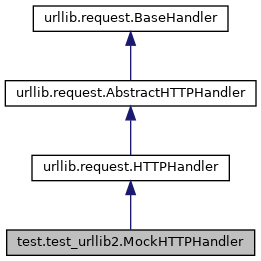 urllib.request.BaseHandler
urllib.request.AbstractHTTPHandler
urllib.request.HTTPHandler
test.test_urllib2.MockHTTPHandler